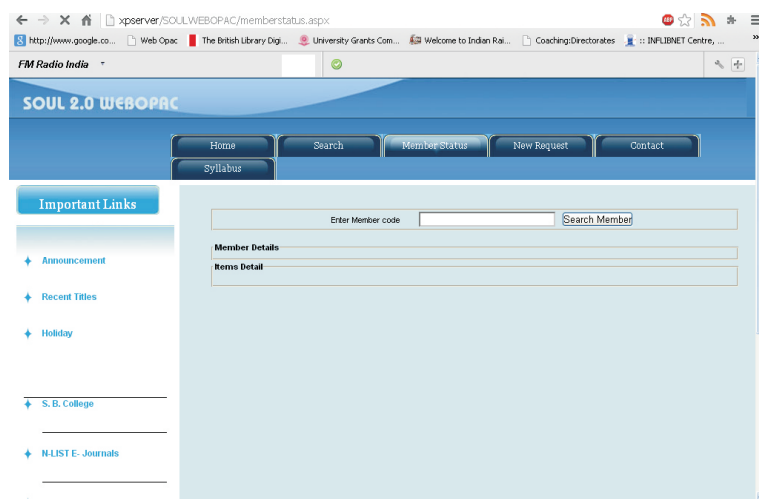 xpserver/SOULWEBOPAC/memberstatus.aspx
ABP
8 http://www.google.co... Web Opac The British Library Digi... University Grants Com... Welcome to Indian Rai... Coaching:Directorates :: INFLIBNET Centre, ... »
FM Radio India
SOUL 2.0 WEBOPAC
Home Search Member Status New Request Contact
Syllabus
Important Links
Enter Member code Search Member
Member Details
Items Detail
Announcement
Recent Titles
Holiday
S. B. College
N-LIST E- Journals